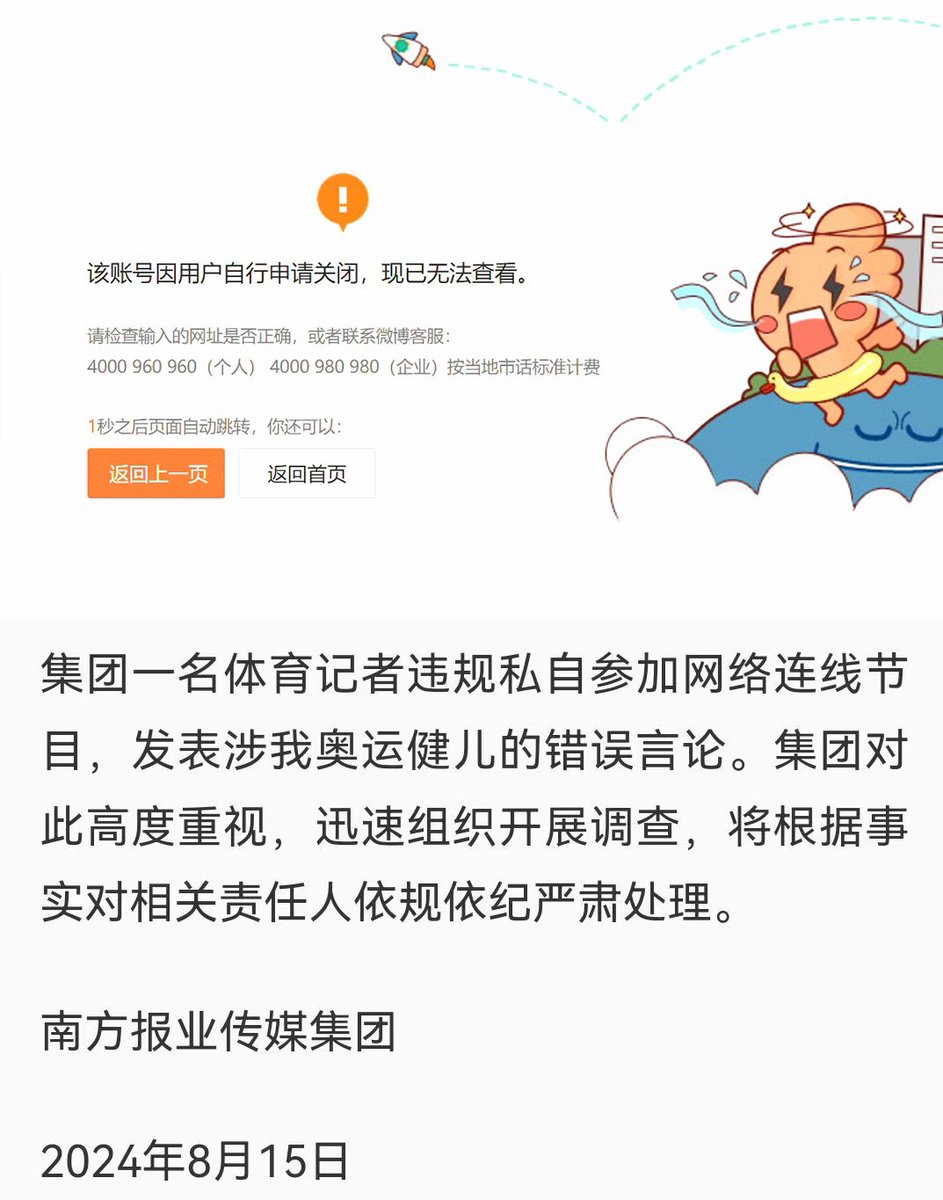 !
该账号因用户自行申请关闭，现已无法查看。
请检查输入的网址是否正确，或者联系微博客服：
4000 960 960（个人） 4000 980 980（企业）按当地市话标准计费
1秒之后页面自动跳转，你还可以：
返回上一页 返回首页
集团一名体育记者违规私自参加网络连线节
目，发表涉我奥运健儿的错误言论。集团对
此高度重视，迅速组织开展调查，将根据事
实对相关责任人依规依纪严肃处理。
南方报业传媒集团
2024年8月15日